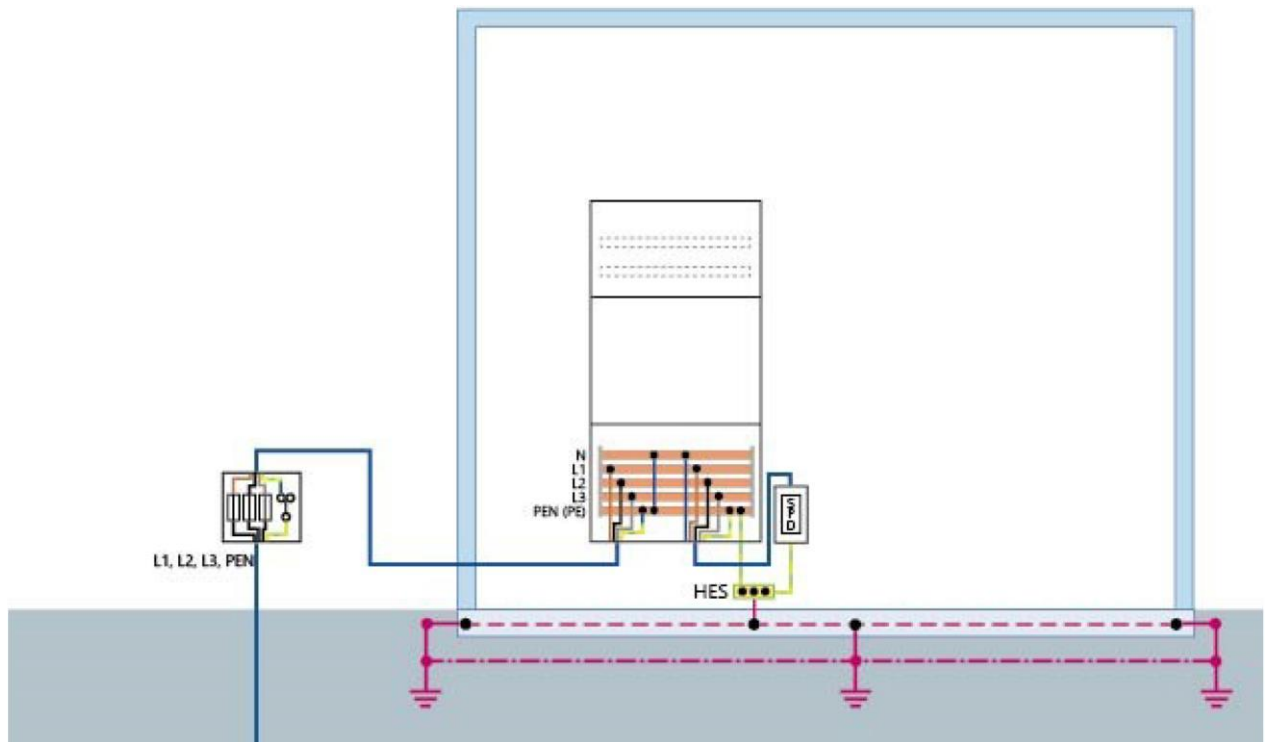 N
L1
L2
L3
PEN (PE)
SPD
L1, L2, L3, PEN
HES